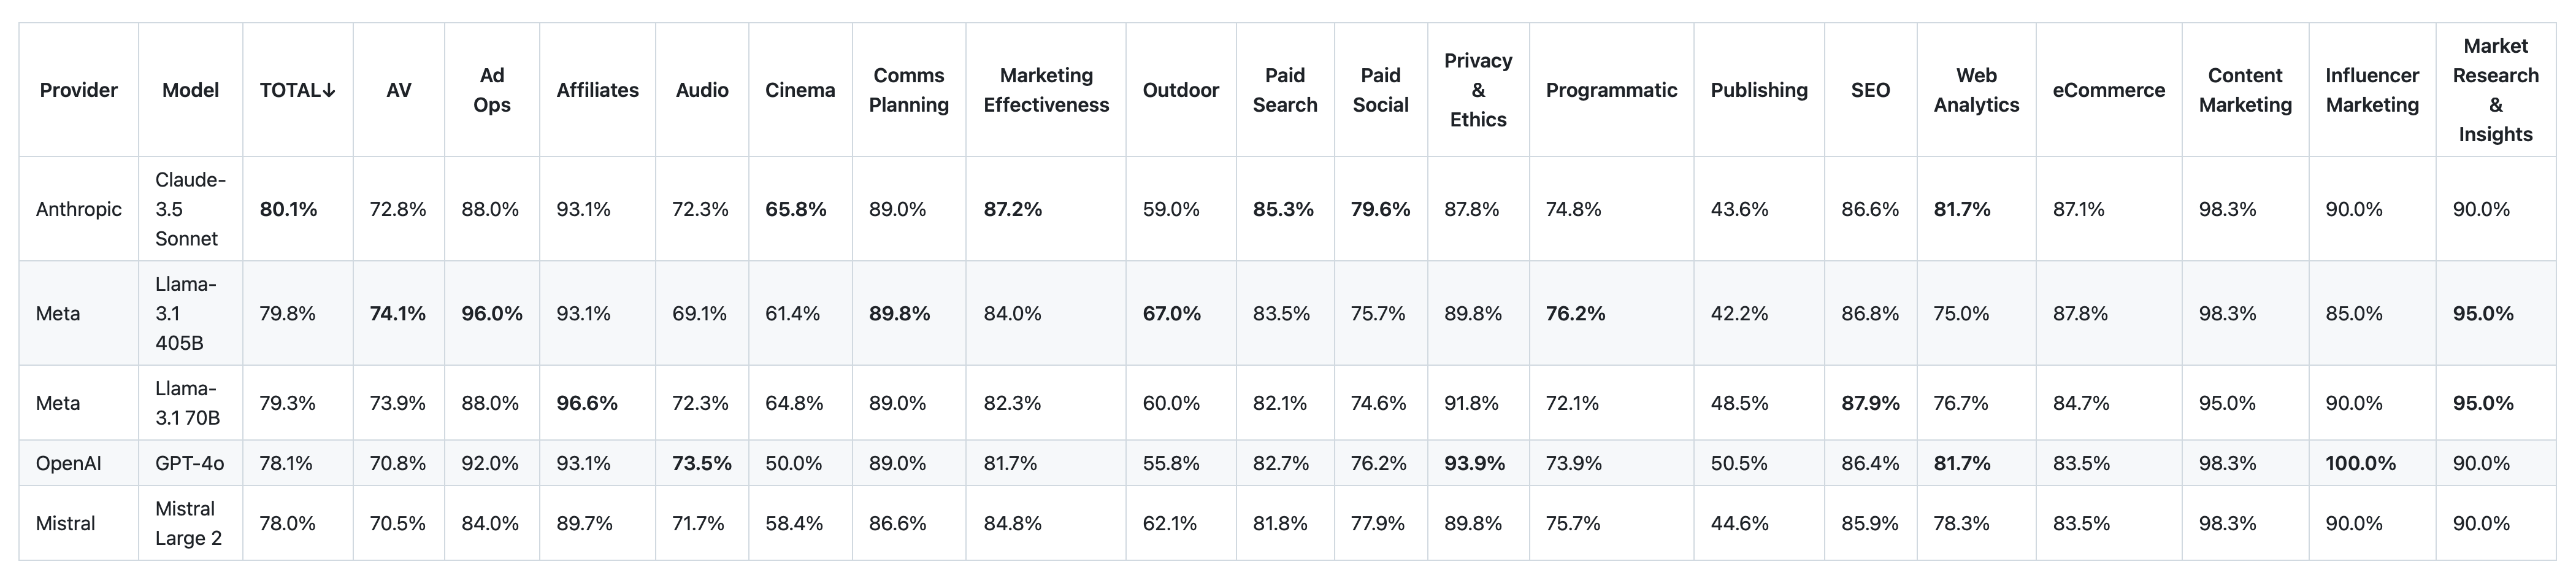 Provider Model TOTAL↓ AV Ad Ops Affiliates Audio Cinema Comms Planning Marketing Effectiveness Outdoor Paid Search Paid Social Privacy & Ethics Programmatic Publishing SEO Web Analytics eCommerce Content Marketing Influencer Marketing Market Research & Insights
Anthropic Claude-3.5 Sonnet 80.1% 72.8% 88.0% 93.1% 72.3% 65.8% 89.0% 87.2% 59.0% 85.3% 79.6% 87.8% 74.8% 43.6% 86.6% 81.7% 87.1% 98.3% 90.0% 90.0%
Meta Llama-3.1 405B 79.8% 74.1% 96.0% 93.1% 69.1% 61.4% 89.8% 84.0% 67.0% 83.5% 75.7% 89.8% 76.2% 42.2% 86.8% 75.0% 87.8% 98.3% 85.0% 95.0%
Meta Llama-3.1 70B 79.3% 73.9% 88.0% 96.6% 72.3% 64.8% 89.0% 82.3% 60.0% 82.1% 74.6% 91.8% 72.1% 48.5% 87.9% 76.7% 84.7% 95.0% 90.0% 95.0%
OpenAI GPT-4o 78.1% 70.8% 92.0% 93.1% 73.5% 50.0% 89.0% 81.7% 55.8% 82.7% 76.2% 93.9% 73.9% 50.5% 86.4% 81.7% 83.5% 98.3% 100.0% 90.0%
Mistral Mistral Large 2 78.0% 70.5% 84.0% 89.7% 71.7% 58.4% 86.6% 84.8% 62.1% 81.8% 77.9% 89.8% 75.7% 44.6% 85.9% 78.3% 83.5% 98.3% 90.0% 90.0%